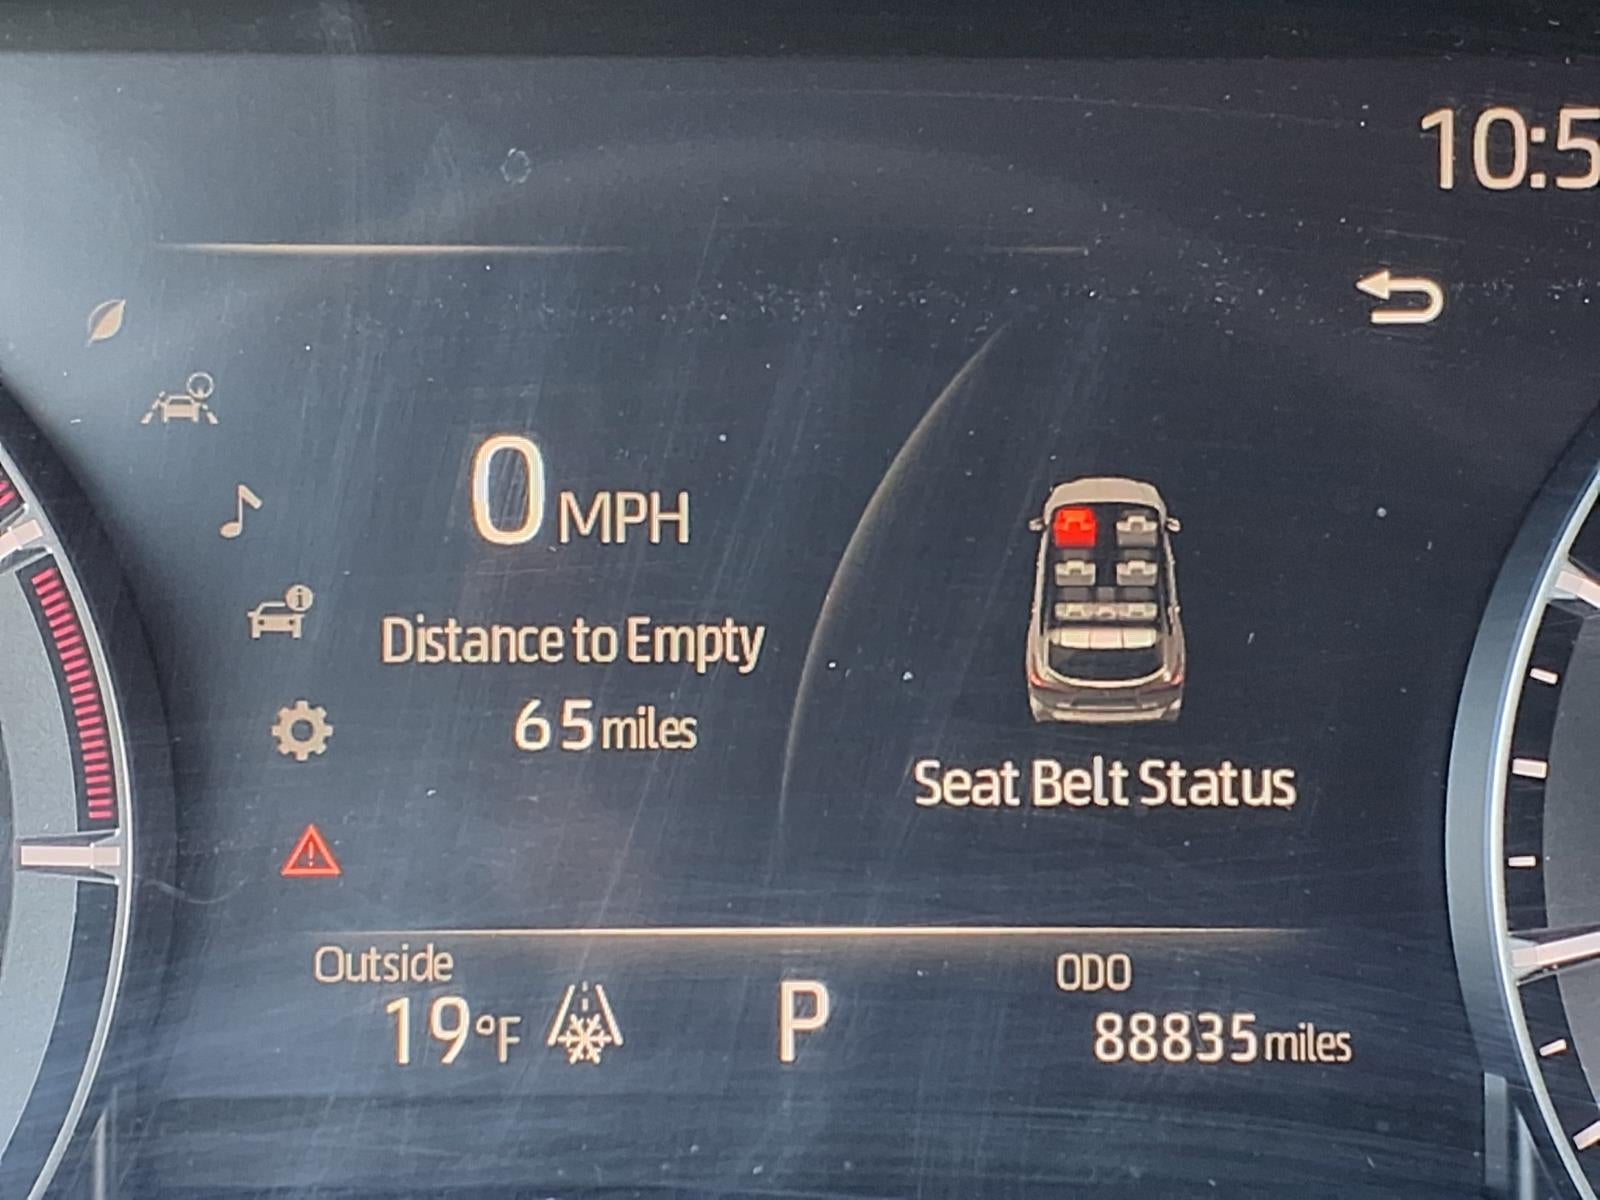 10:5
0 MPH
Distance to Empty
65 miles
Seat Belt Status
Outside
19°F
P
ODO
88835 miles